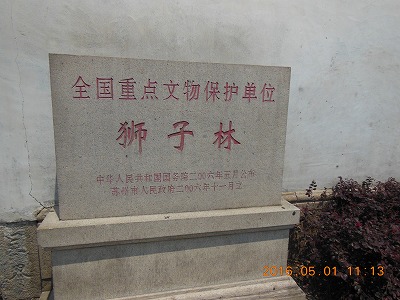 全国重点文物保护单位
狮子林
中华人民共和国国务院二〇〇六年五月公布
苏州市人民政府二〇〇六年十一月立
2016.05.01 11:13